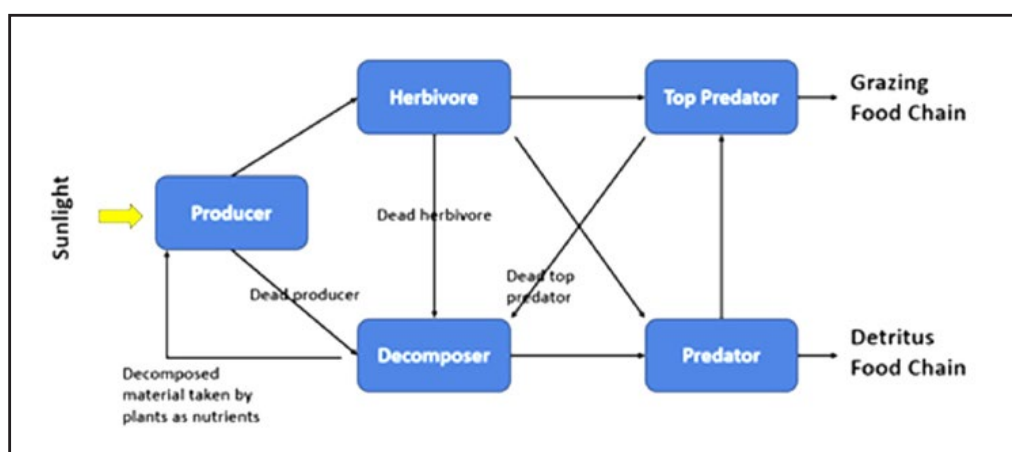 Herbivore
Top Predator
Grazing
Food Chain
Sunlight
Producer
Dead herbivore
Dead top
predator
Dead producer
Decomposer
Predator
Detritus
Food Chain
Decomposed
material taken by
plants as nutrients